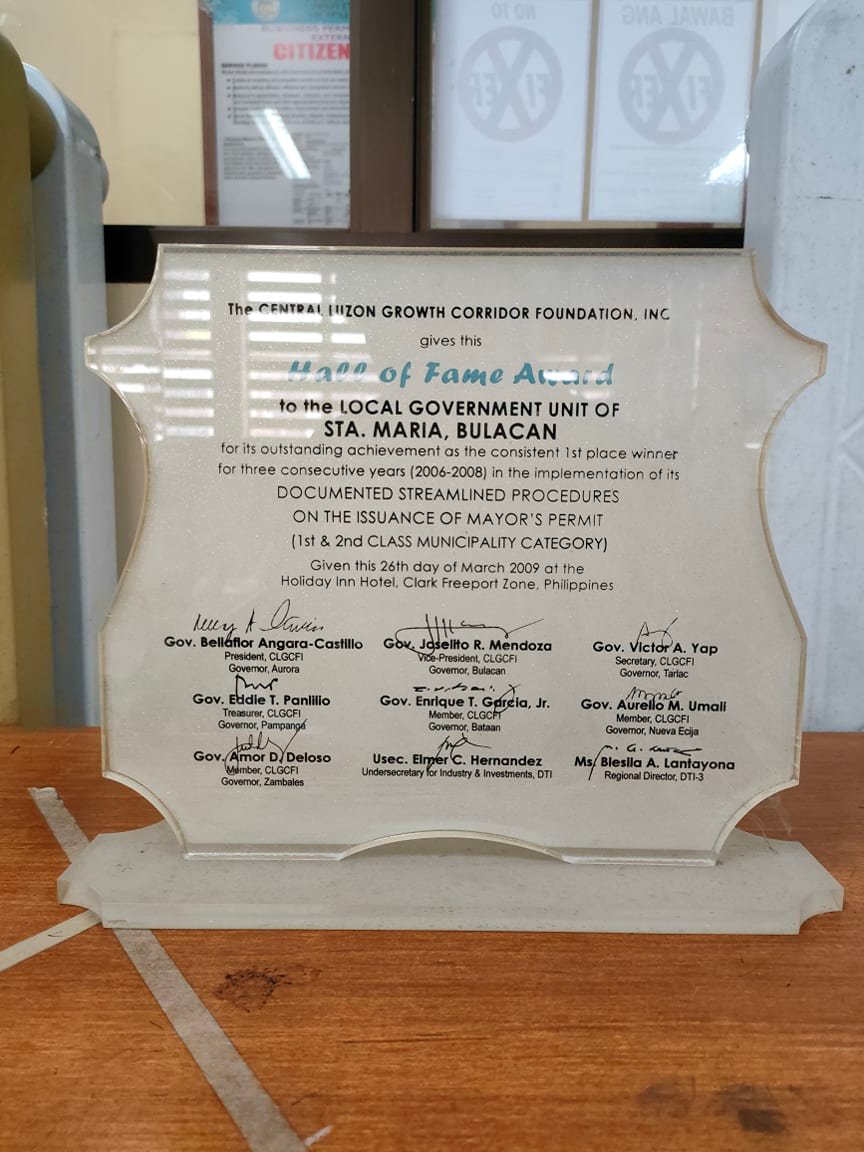 CITIZEN
NO TO
FIXER
BAWAL ANG
FIXER
The CENTRAL LUZON GROWTH CORRIDOR FOUNDATION, INC
gives this
Hall of Fame Award
to the LOCAL GOVERNMENT UNIT OF
STA. MARIA, BULACAN
for its outstanding achievement as the consistent 1st place winner
for three consecutive years (2006-2008) in the implementation of its
DOCUMENTED STREAMLINED PROCEDURES
ON THE ISSUANCE OF MAYOR'S PERMIT
(1st & 2nd CLASS MUNICIPALITY CATEGORY)
Given this 26th day of March 2009 at the
Holiday Inn Hotel, Clark Freeport Zone, Philippines
Gov. Bellaflor Angara-Castillo
President, CLGCFI
Governor, Aurora
Gov. Joselito R. Mendoza
Vice-President, CLGCFI
Governor, Bulacan
Gov. Victor A. Yap
Secretary, CLGCFI
Governor, Tarlac
Gov. Eddie T. Panlilio
Treasurer, CLGCFI
Governor, Pampanga
Gov. Enrique T. Garcia, Jr.
Member, CLGCFI
Governor, Bataan
Gov. Aurelio M. Umali
Member, CLGCFI
Governor, Nueva Ecija
Gov. Amor D. Deloso
Member, CLGCFI
Governor, Zambales
Usec. Elmer C. Hernandez
Undersecretary for Industry & Investments, DTI
Ms. Blesila A. Lantayona
Regional Director, DTI-3